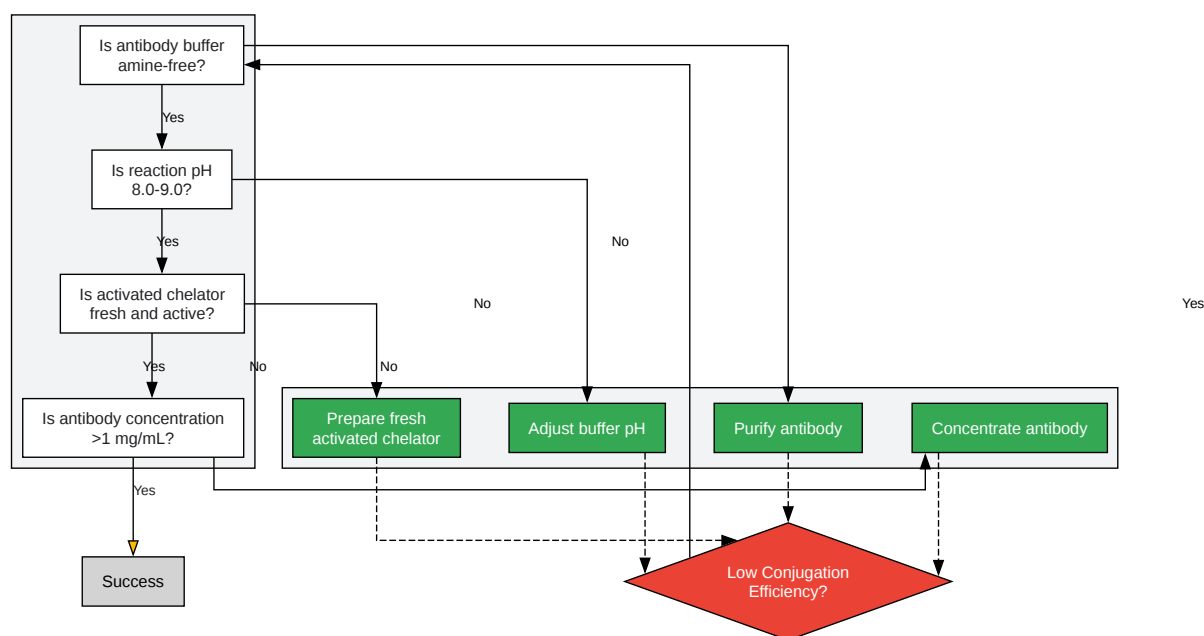 Is antibody buffer
amine-free?
Yes
Is reaction pH
8.0-9.0?
Yes
No
Is activated chelator
fresh and active?
No
Yes
Yes
No
No
Is antibody concentration
>1 mg/mL?
Prepare fresh
activated chelator
Adjust buffer pH
Purify antibody
Concentrate antibody
Yes
Success
Low Conjugation
Efficiency?